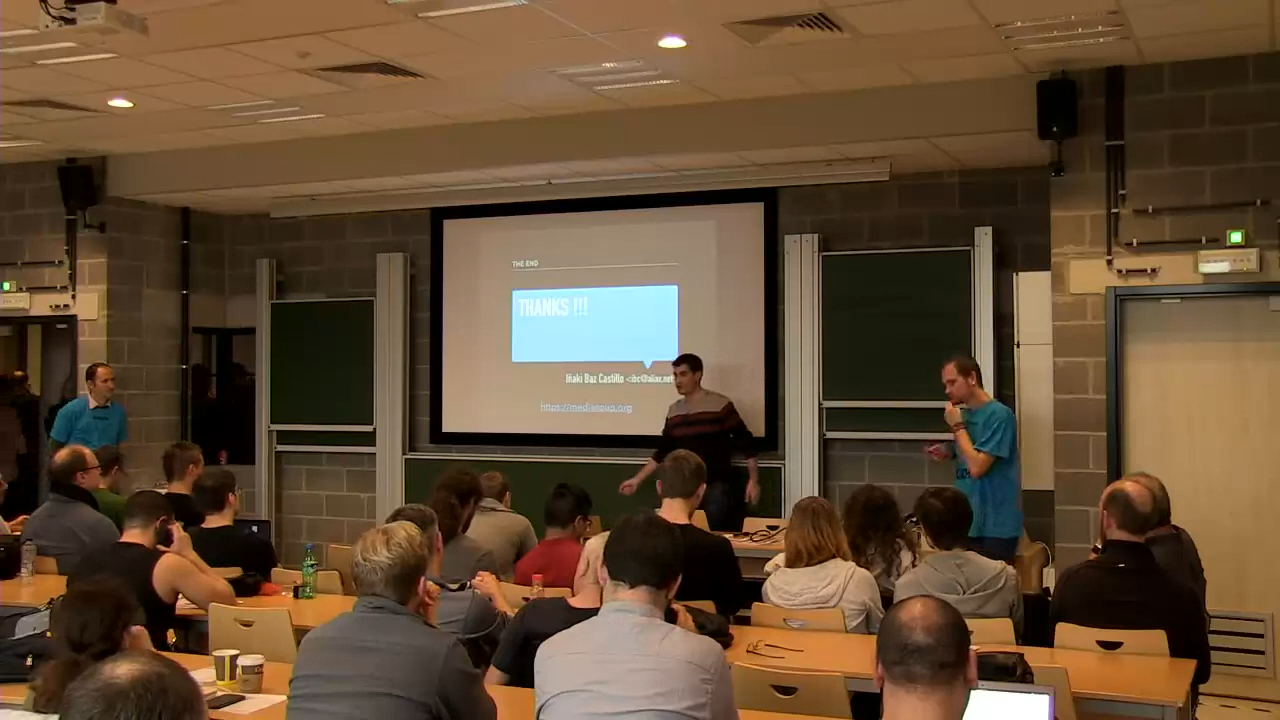 THE END
THANKS !!!
Iñaki Baz Castillo <ibc@aliax.net
https://mediasoup.org